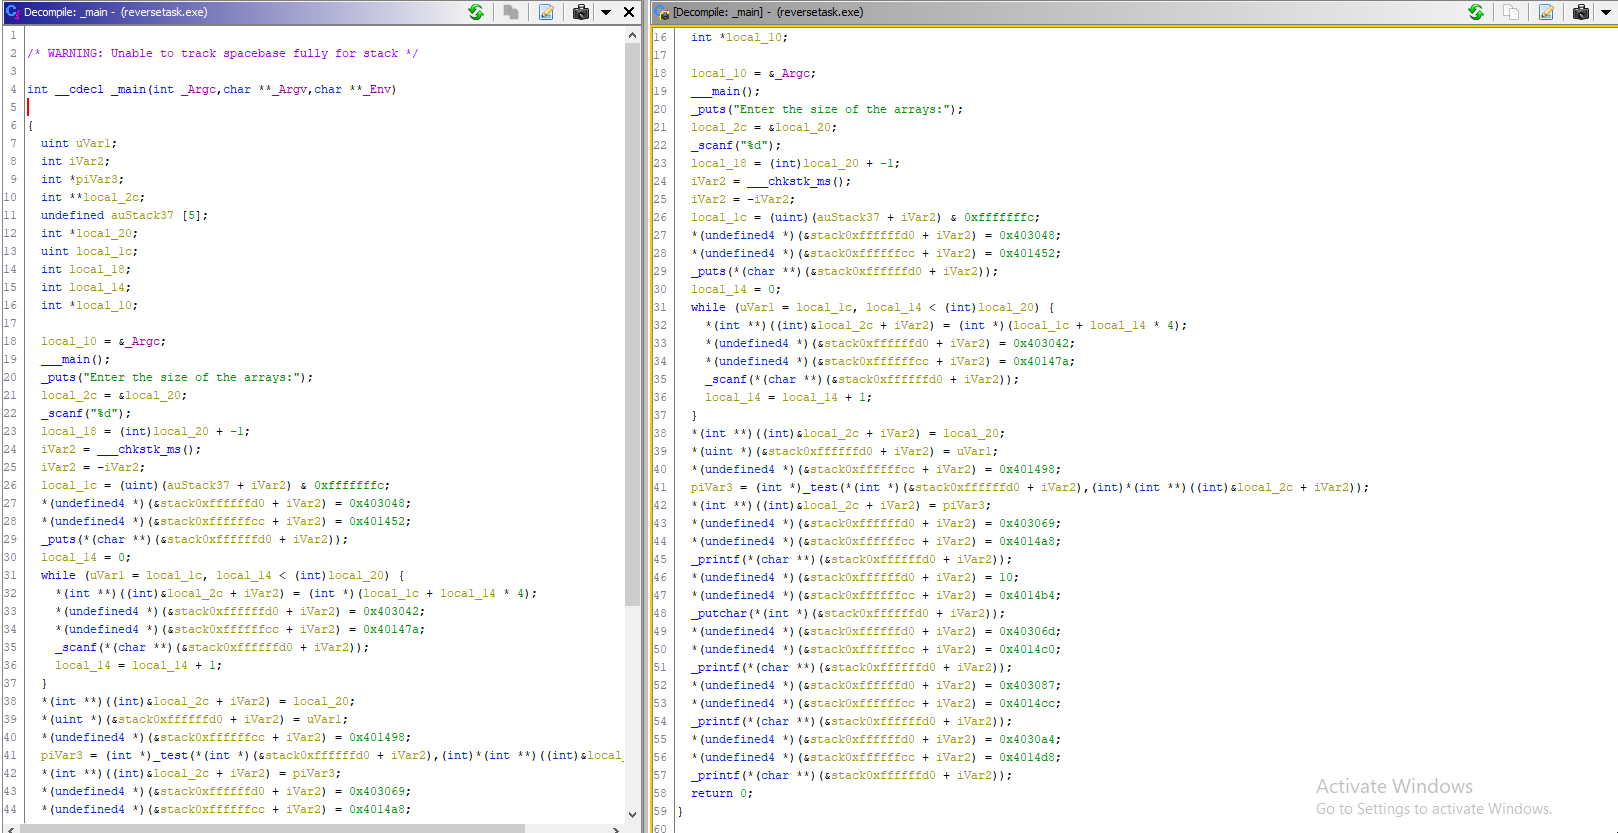 Decompile: _main - (reversetask.exe)
1
2 /* WARNING: Unable to track spacebase fully for stack */
3
4 int __cdecl _main(int _Argc,char **_Argv,char **_Env)
5
6 {
7 uint uVar1;
8 int iVar2;
9 int *piVar3;
10 int **local_2c;
11 undefined auStack37 [5];
12 int *local_20;
13 uint local_1c;
14 int local_18;
15 int local_14;
16 int *local_10;
17
18 local_10 = &_Argc;
19 ___main();
20 _puts("Enter the size of the arrays:");
21 local_2c = &local_20;
22 _scanf("%d");
23 local_18 = (int)local_20 + -1;
24 iVar2 = ___chkstk_ms();
25 iVar2 = -iVar2;
26 local_1c = (uint)(auStack37 + iVar2) & 0xfffffffc;
27 *(undefined4 *)(&stack0xffffffd0 + iVar2) = 0x403048;
28 *(undefined4 *)(&stack0xffffffcc + iVar2) = 0x401452;
29 _puts(*(char **)(&stack0xffffffd0 + iVar2));
30 local_14 = 0;
31 while (uVar1 = local_1c, local_14 < (int)local_20) {
32 *(int **)((int)&local_2c + iVar2) = (int *)(local_1c + local_14 * 4);
33 *(undefined4 *)(&stack0xffffffd0 + iVar2) = 0x403042;
34 *(undefined4 *)(&stack0xffffffcc + iVar2) = 0x40147a;
35 _scanf(*(char **)(&stack0xffffffd0 + iVar2));
36 local_14 = local_14 + 1;
37 }
38 *(int **)((int)&local_2c + iVar2) = local_20;
39 *(uint *)(&stack0xffffffd0 + iVar2) = uVar1;
40 *(undefined4 *)(&stack0xffffffcc + iVar2) = 0x401498;
41 piVar3 = (int *)_test(*(int *)(&stack0xffffffd0 + iVar2),(int)*(int **)((int)&local_
42 *(int **)((int)&local_2c + iVar2) = piVar3;
43 *(undefined4 *)(&stack0xffffffd0 + iVar2) = 0x403069;
44 *(undefined4 *)(&stack0xffffffcc + iVar2) = 0x4014a8;
[Decompile: _main] - (reversetask.exe)
16 int *local_10;
17
18 local_10 = &_Argc;
19 ___main();
20 _puts("Enter the size of the arrays:");
21 local_2c = &local_20;
22 _scanf("%d");
23 local_18 = (int)local_20 + -1;
24 iVar2 = ___chkstk_ms();
25 iVar2 = -iVar2;
26 local_1c = (uint)(auStack37 + iVar2) & 0xfffffffc;
27 *(undefined4 *)(&stack0xffffffd0 + iVar2) = 0x403048;
28 *(undefined4 *)(&stack0xffffffcc + iVar2) = 0x401452;
29 _puts(*(char **)(&stack0xffffffd0 + iVar2));
30 local_14 = 0;
31 while (uVar1 = local_1c, local_14 < (int)local_20) {
32 *(int **)((int)&local_2c + iVar2) = (int *)(local_1c + local_14 * 4);
33 *(undefined4 *)(&stack0xffffffd0 + iVar2) = 0x403042;
34 *(undefined4 *)(&stack0xffffffcc + iVar2) = 0x40147a;
35 _scanf(*(char **)(&stack0xffffffd0 + iVar2));
36 local_14 = local_14 + 1;
37 }
38 *(int **)((int)&local_2c + iVar2) = local_20;
39 *(uint *)(&stack0xffffffd0 + iVar2) = uVar1;
40 *(undefined4 *)(&stack0xffffffcc + iVar2) = 0x401498;
41 piVar3 = (int *)_test(*(int *)(&stack0xffffffd0 + iVar2),(int)*(int **)((int)&local_2c + iVar2));
42 *(int **)((int)&local_2c + iVar2) = piVar3;
43 *(undefined4 *)(&stack0xffffffd0 + iVar2) = 0x403069;
44 *(undefined4 *)(&stack0xffffffcc + iVar2) = 0x4014a8;
45 _printf(*(char **)(&stack0xffffffd0 + iVar2));
46 *(undefined4 *)(&stack0xffffffd0 + iVar2) = 10;
47 *(undefined4 *)(&stack0xffffffcc + iVar2) = 0x4014b4;
48 _putchar(*(int *)(&stack0xffffffd0 + iVar2));
49 *(undefined4 *)(&stack0xffffffd0 + iVar2) = 0x40306d;
50 *(undefined4 *)(&stack0xffffffcc + iVar2) = 0x4014c0;
51 _printf(*(char **)(&stack0xffffffd0 + iVar2));
52 *(undefined4 *)(&stack0xffffffd0 + iVar2) = 0x403087;
53 *(undefined4 *)(&stack0xffffffcc + iVar2) = 0x4014cc;
54 _printf(*(char **)(&stack0xffffffd0 + iVar2));
55 *(undefined4 *)(&stack0xffffffd0 + iVar2) = 0x4030a4;
56 *(undefined4 *)(&stack0xffffffcc + iVar2) = 0x4014d8;
57 _printf(*(char **)(&stack0xffffffd0 + iVar2));
58 return 0;
59 }
60
Activate Windows
Go to Settings to activate Windows.